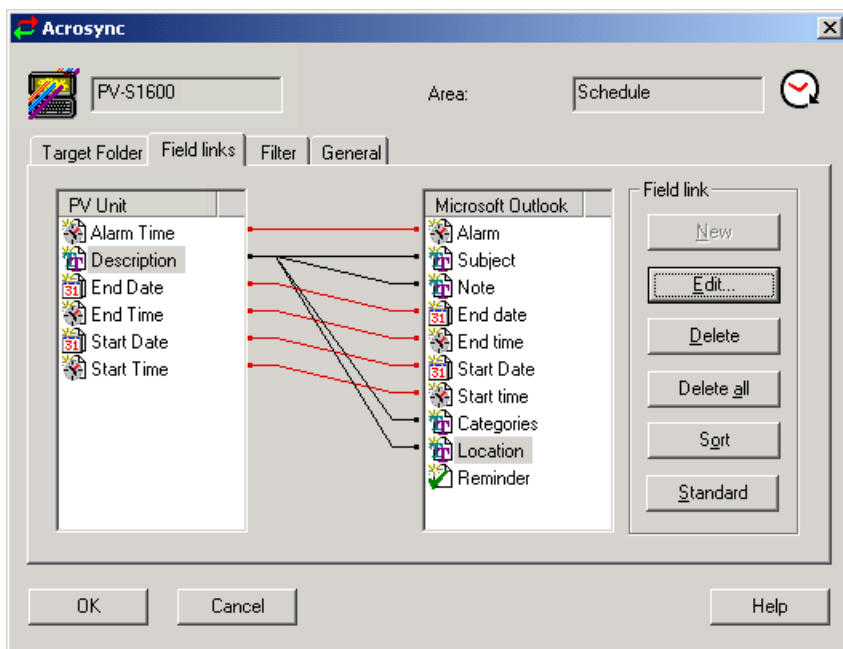 Acrosync
PV-S1600
Area:
Schedule
Target Folder
Field links
Filter
General
PV Unit
Alarm Time
Description
End Date
End Time
Start Date
Start Time
Microsoft Outlook
Alarm
Subject
Note
End date
End time
Start Date
Start time
Categories
Location
Reminder
Field link
New
Edit...
Delete
Delete all
Sort
Standard
OK
Cancel
Help